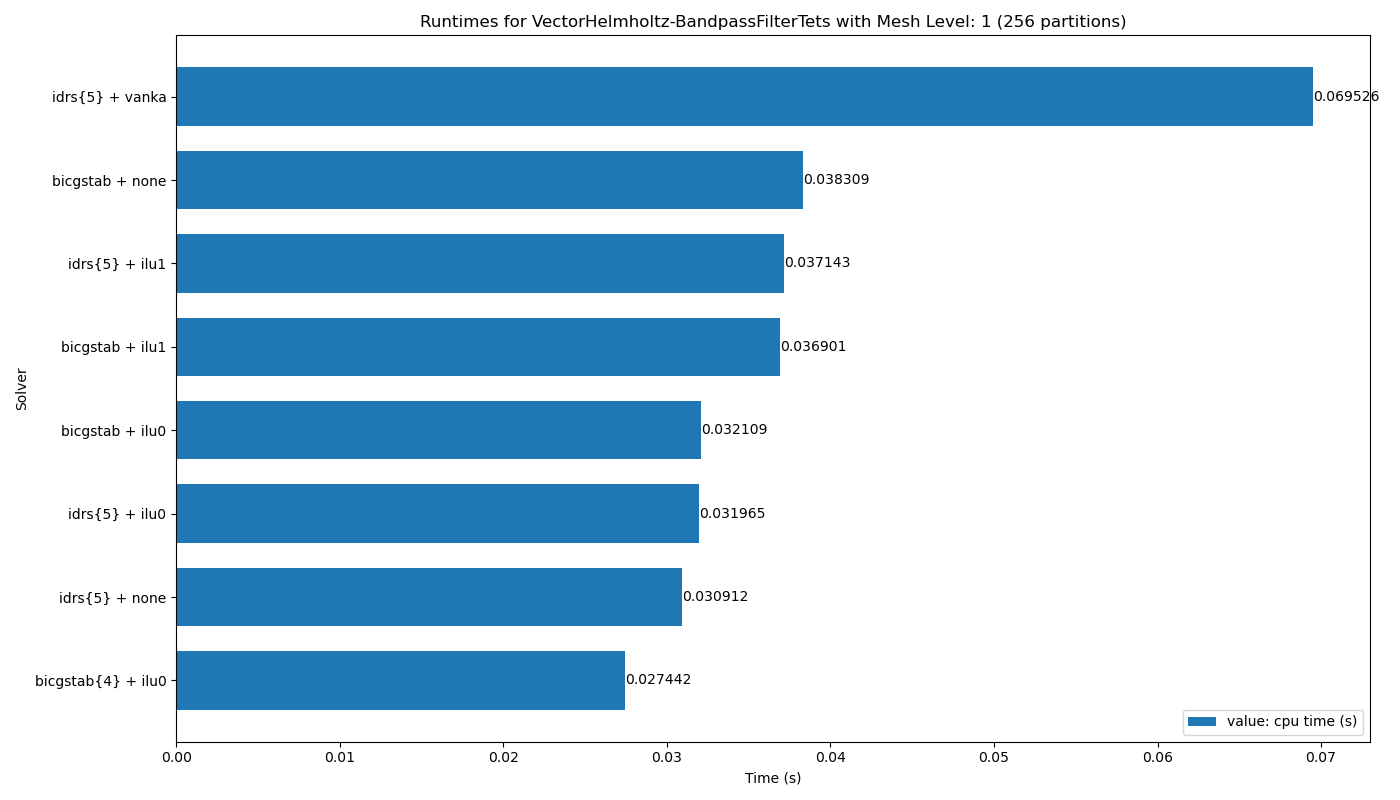 Runtimes for VectorHelmholtz-BandpassFilterTets with Mesh Level: 1 (256 partitions)
idrs{5} + vanka
0.069526
bicgstab + none
0.038309
idrs{5} + ilu1
0.037143
bicgstab + ilu1
0.036901
bicgstab + ilu0
0.032109
idrs{5} + ilu0
0.031965
idrs{5} + none
0.030912
bicgstab{4} + ilu0
0.027442
Solver
value: cpu time (s)
0.00 0.01 0.02 0.03 0.04 0.05 0.06 0.07
Time (s)